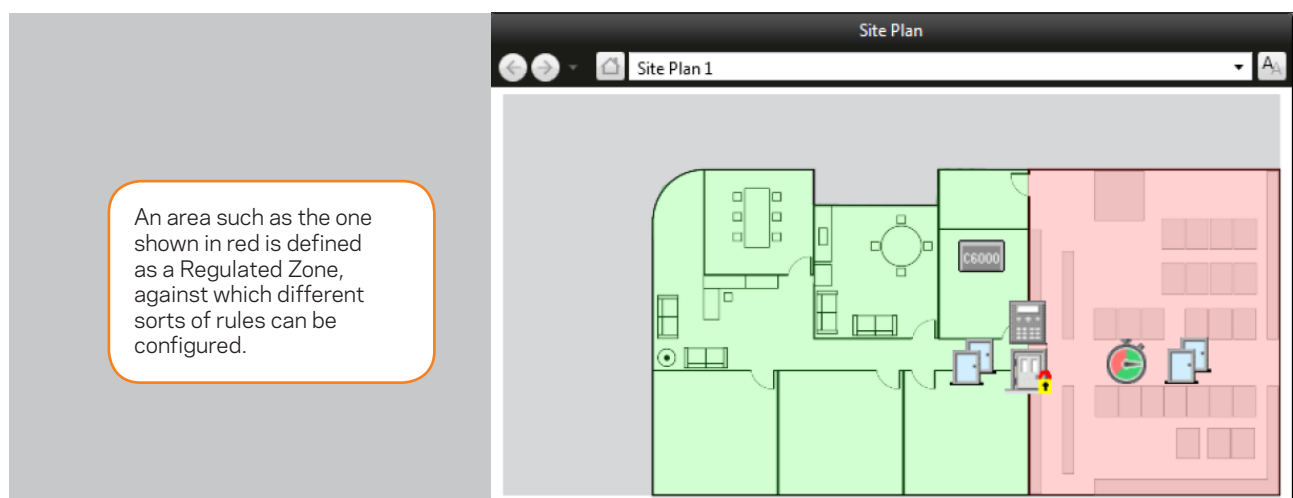 Site Plan
Site Plan 1
AA
An area such as the one
shown in red is defined
as a Regulated Zone,
against which different
sorts of rules can be
configured.
C6000